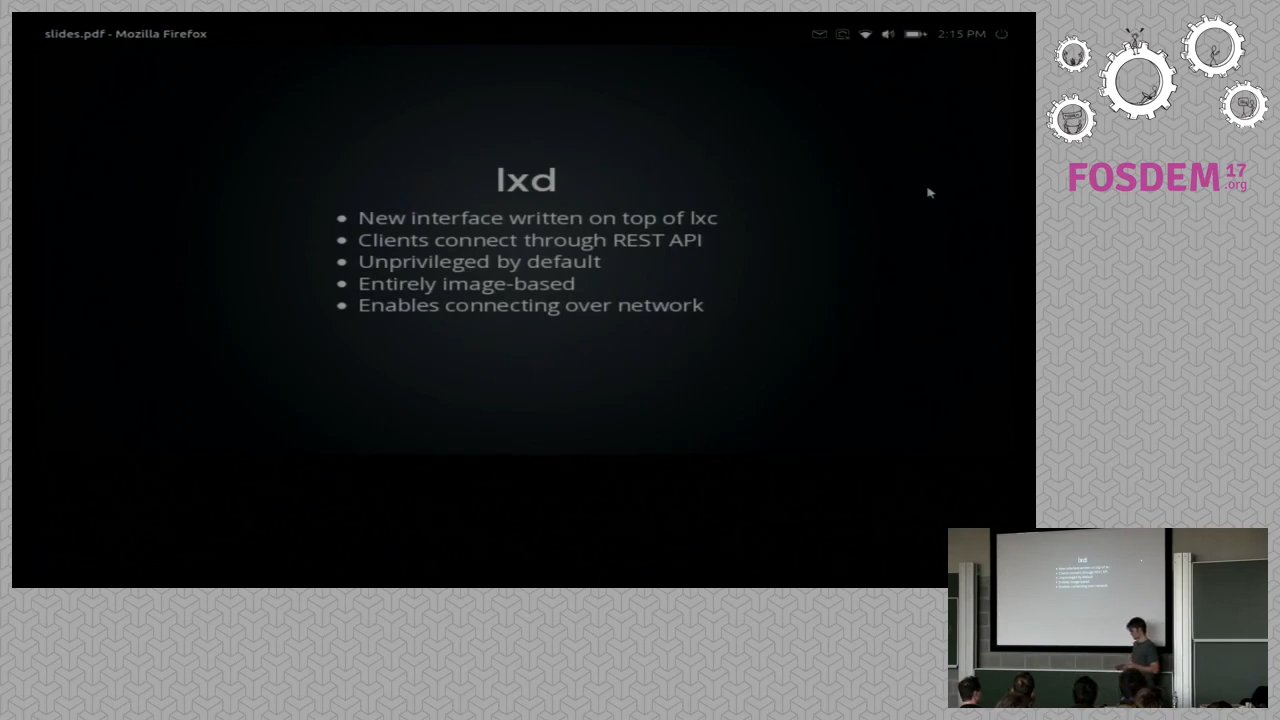 slides.pdf - Mozilla Firefox
2:15 PM
lxd
• New interface written on top of lxc
• Clients connect through REST API
• Unprivileged by default
• Entirely image-based
• Enables connecting over network
FOSDEM 17
.org
lxd